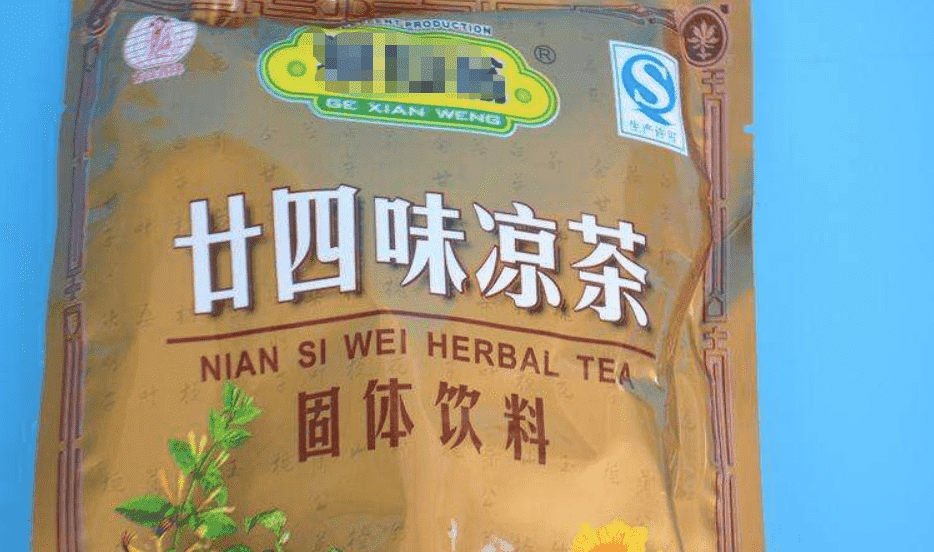 PRODUCTION
®
GE XIAN WENG
生产许可
廿四味凉茶
NIAN SI WEI HERBAL TEA
固体饮料